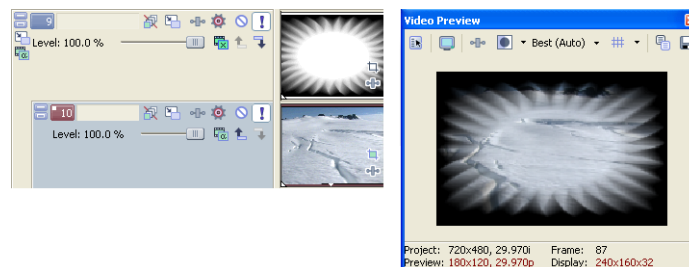 9
Level: 100.0 %
10
Level: 100.0 %
Video Preview
Best (Auto)
Project: 720x480, 29.970i Frame: 87
Preview: 180x120, 29.970p Display: 240x160x32